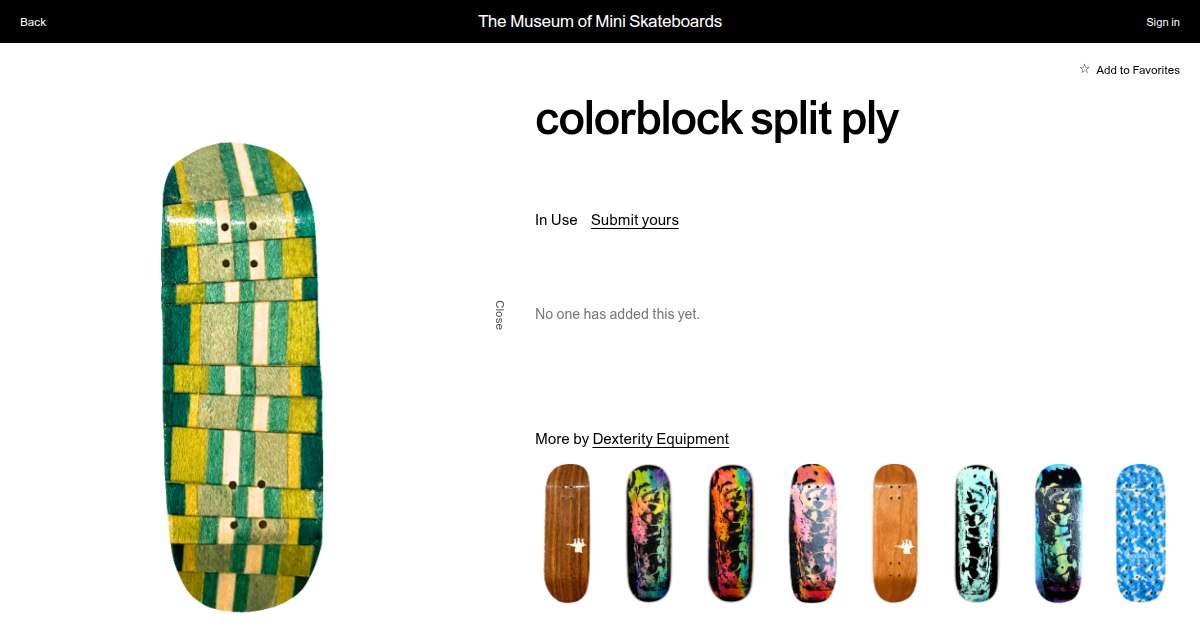 Back
The Museum of Mini Skateboards
Sign in
☆ Add to Favorites
colorblock split ply
In Use Submit yours
Close
No one has added this yet.
More by Dexterity Equipment